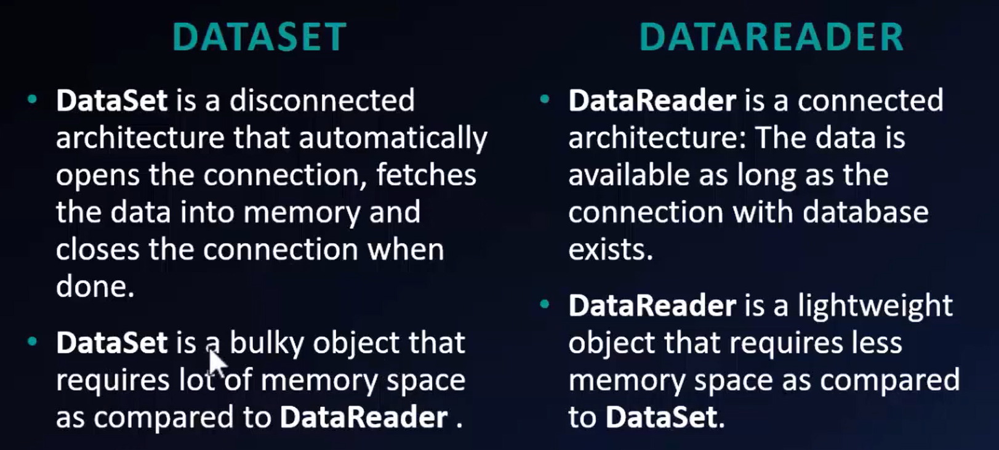 DATASET
• DataSet is a disconnected
architecture that automatically
opens the connection, fetches
the data into memory and
closes the connection when
done.
• DataSet is a bulky object that
requires lot of memory space
as compared to DataReader .
DATAREADER
• DataReader is a connected
architecture: The data is
available as long as the
connection with database
exists.
• DataReader is a lightweight
object that requires less
memory space as compared
to DataSet.